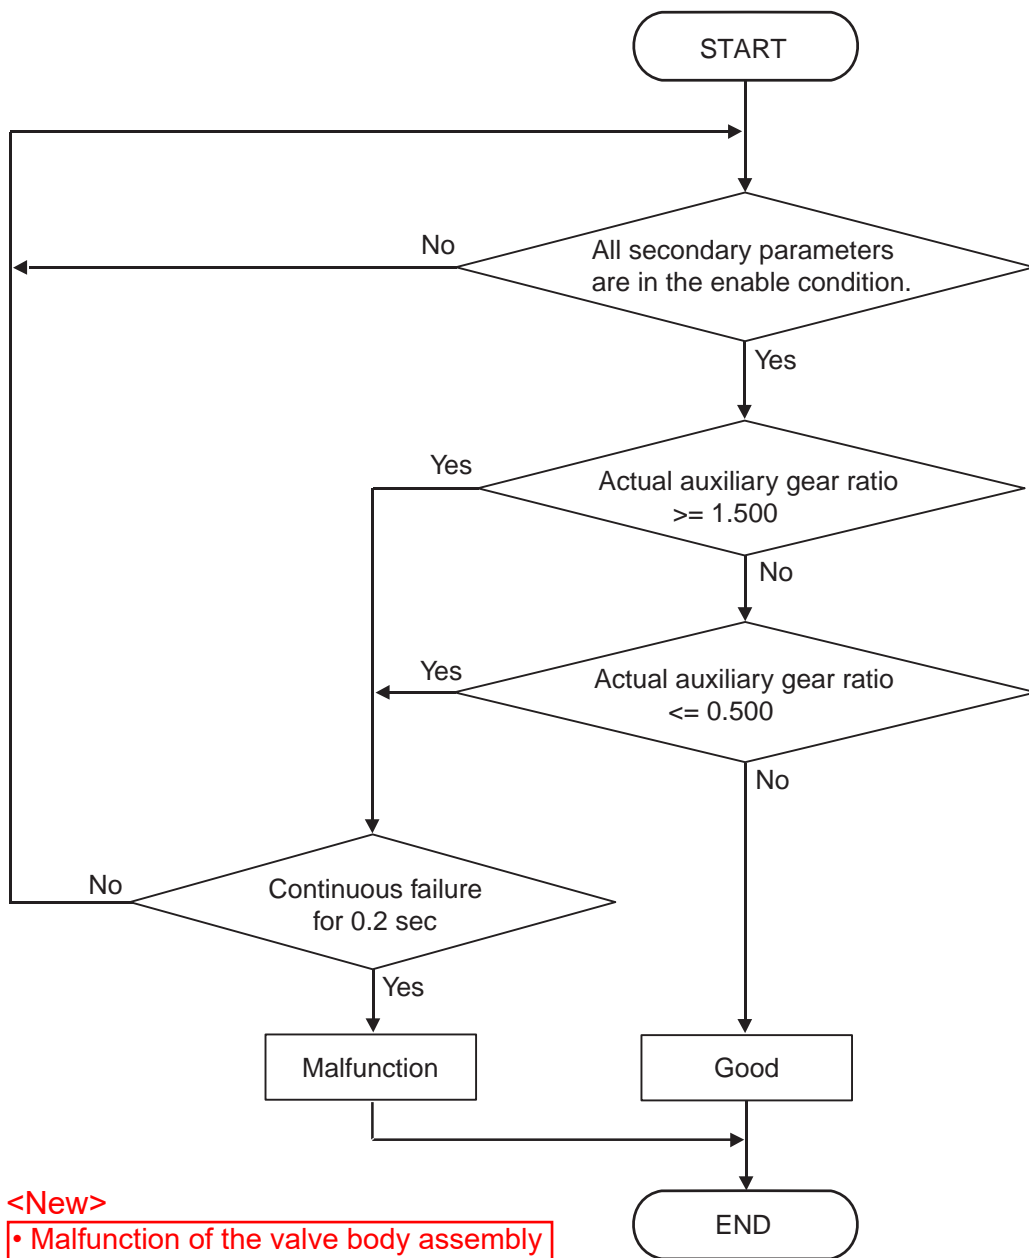 START
No
All secondary parameters
are in the enable condition.
Yes
Yes
Actual auxiliary gear ratio
>= 1.500
No
Yes
Actual auxiliary gear ratio
<= 0.500
No
No
Continuous failure
for 0.2 sec
Yes
Malfunction
Good
<New>
END
• Malfunction of the valve body assembly